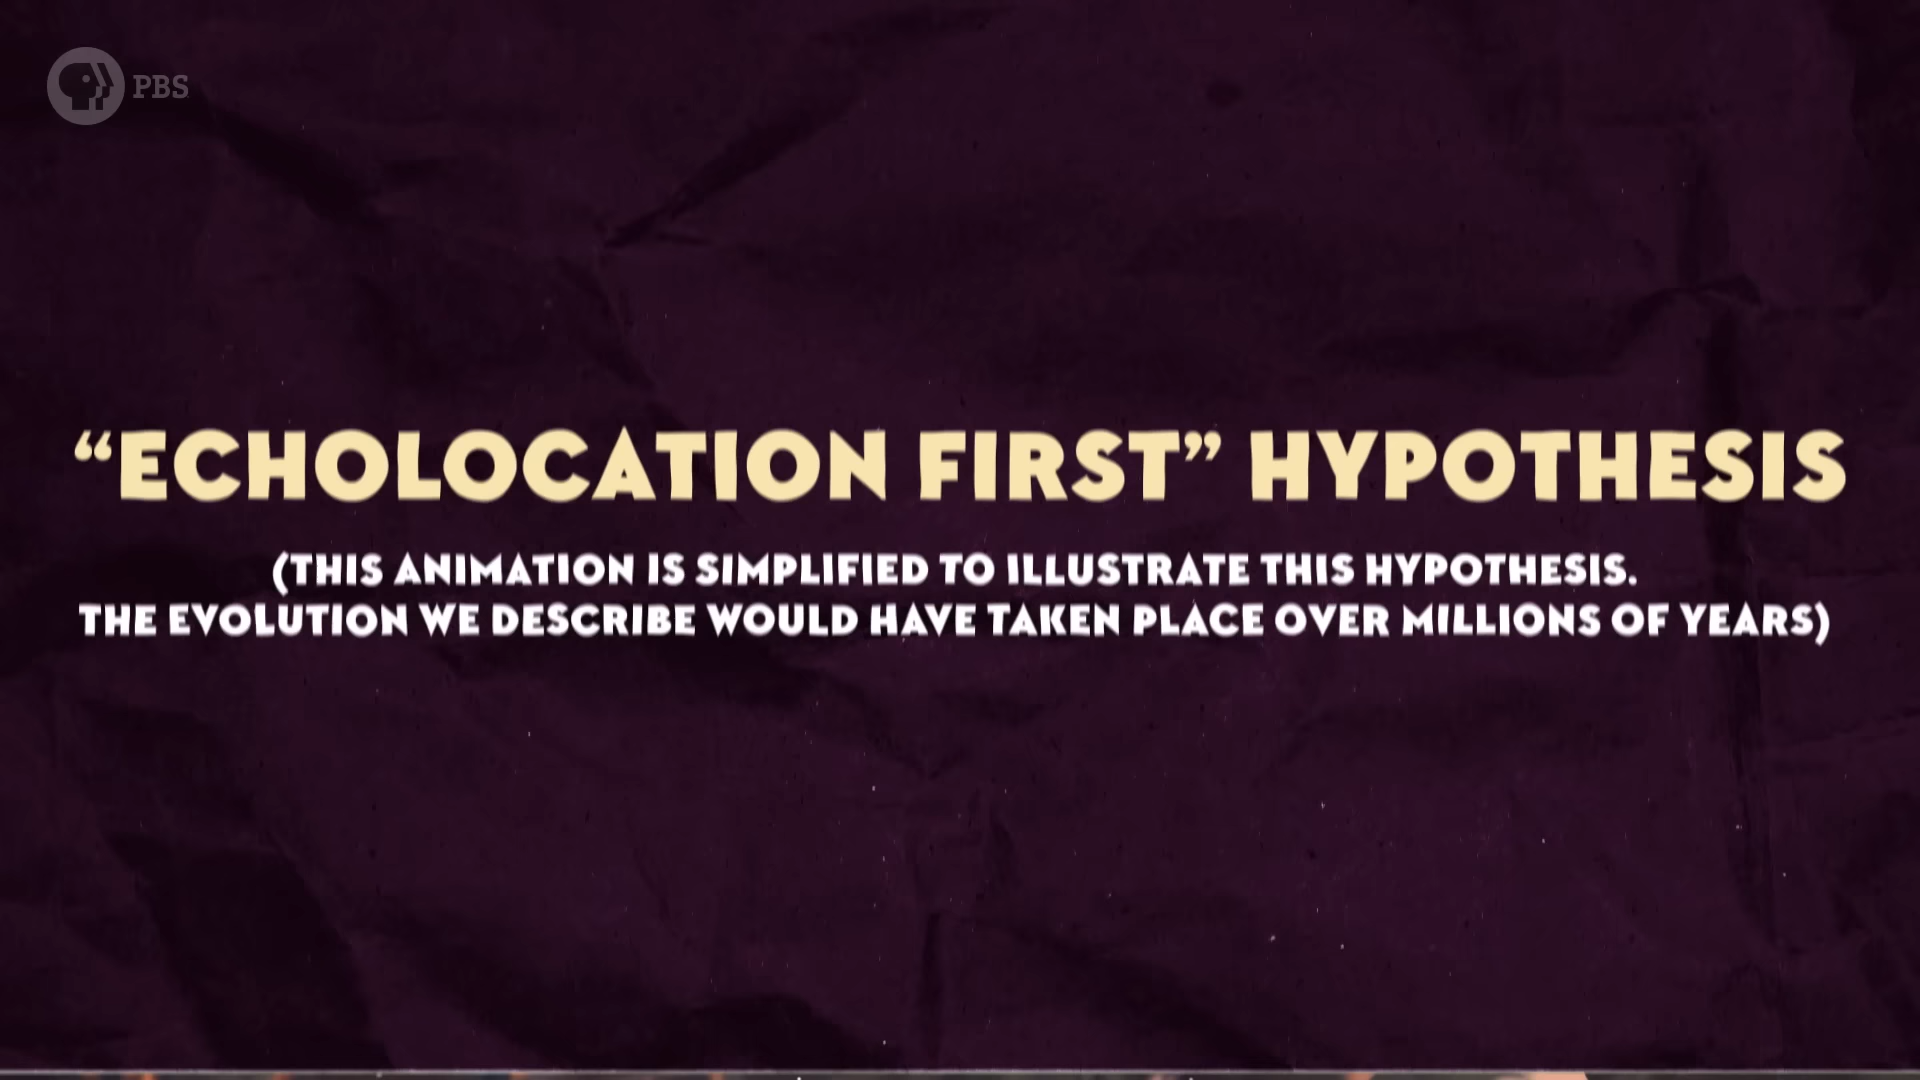 PBS
“ECHOLOCATION FIRST” HYPOTHESIS
(THIS ANIMATION IS SIMPLIFIED TO ILLUSTRATE THIS HYPOTHESIS.
THE EVOLUTION WE DESCRIBE WOULD HAVE TAKEN PLACE OVER MILLIONS OF YEARS)